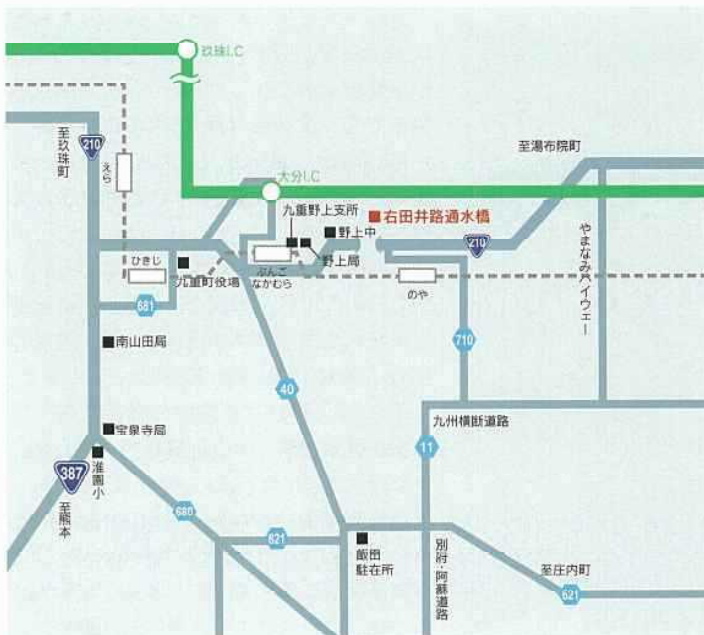 玖珠I.C
至玖珠町
210
えら
大分I.C
至湯布院町
九重野上支所
右田井路通水橋
野上中
野上局
210
やまなみハイウェー
ひきじ
九重町役場
ぶんご
なかむら
のや
681
南山田局
710
40
九州横断道路
11
宝泉寺局
387
淮園小
至熊本
680
621
飯田
駐在所
別府・阿蘇道路
至庄内町
621